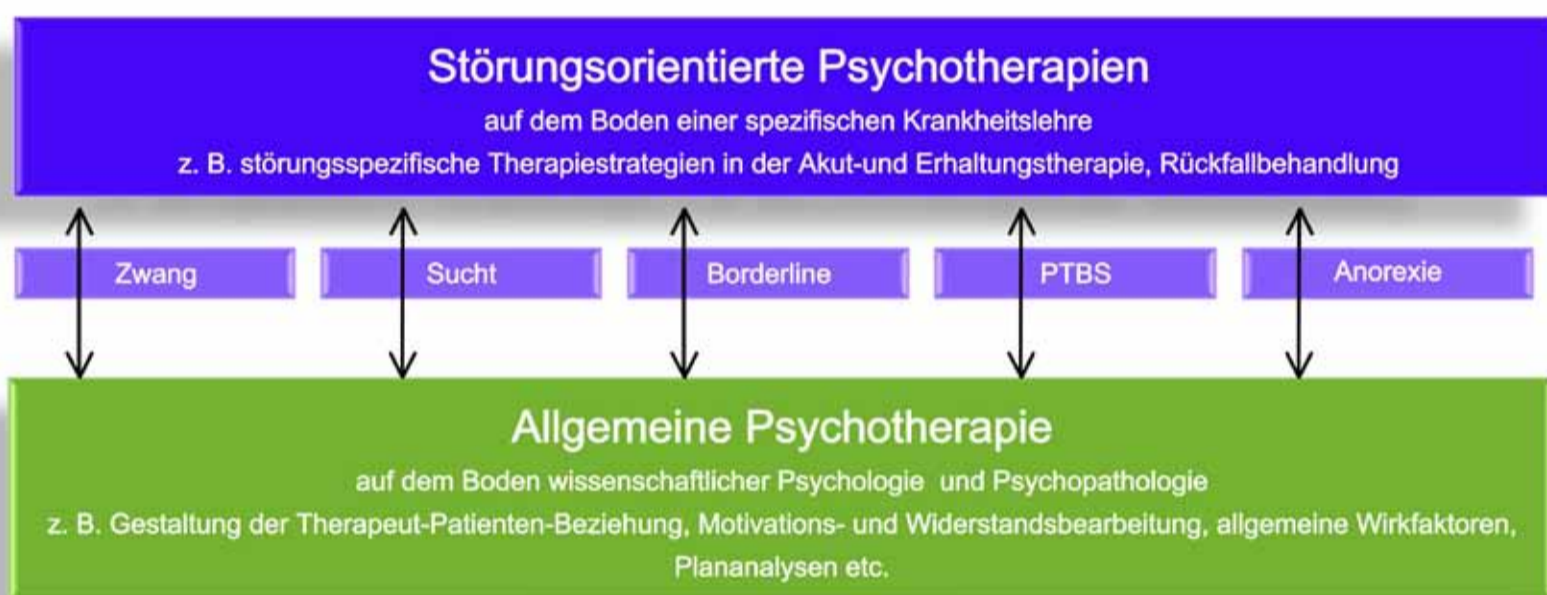 Störungsorientierte Psychotherapien
auf dem Boden einer spezifischen Krankheitslehre
z. B. störungsspezifische Therapiestrategien in der Akut-und Erhaltungstherapie, Rückfallbehandlung
Zwang
Sucht
Borderline
PTBS
Anorexie
Allgemeine Psychotherapie
auf dem Boden wissenschaftlicher Psychologie und Psychopathologie
z. B. Gestaltung der Therapeut-Patienten-Beziehung, Motivations- und Widerstandsbearbeitung, allgemeine Wirkfaktoren,
Plananalysen etc.